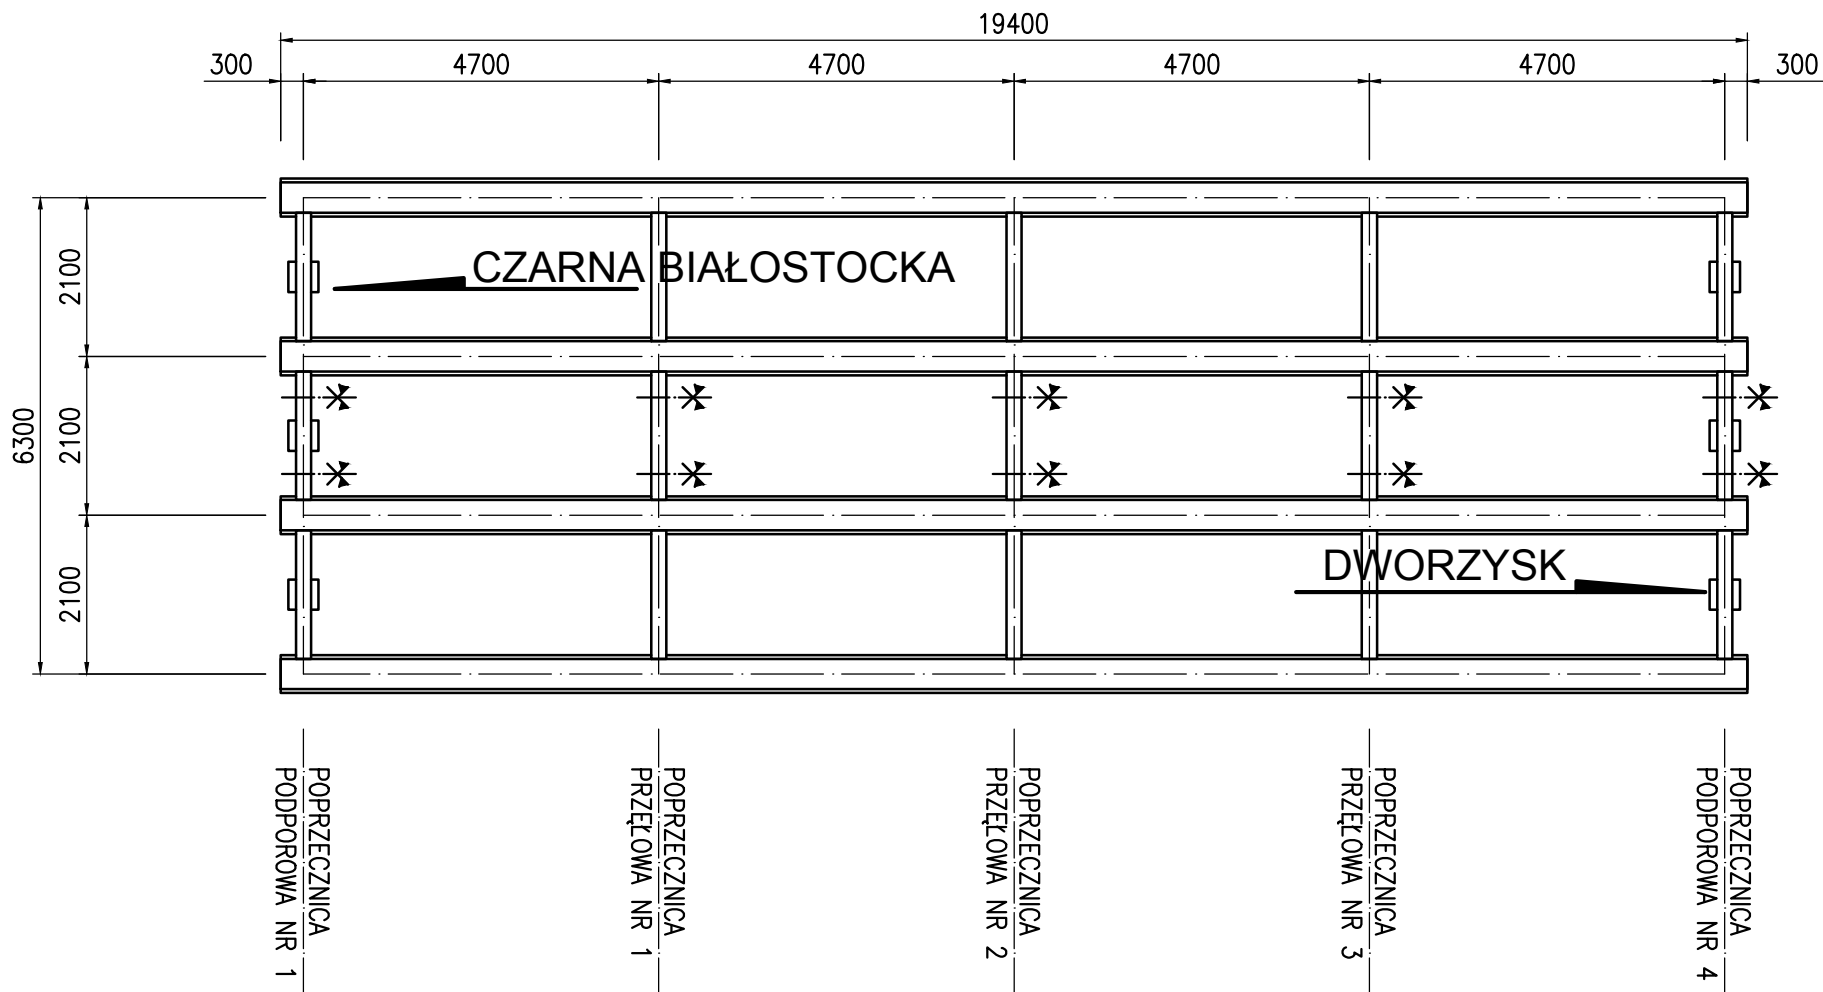 19400
300
4700
4700
4700
4700
300
CZARNA BIAŁOSTOCKA
2100
6300
2100
2100
DWORZYSK
POPRZECZNICA
PODPOROWA NR 1
POPRZECZNICA
PRZĘŁOWA NR 1
POPRZECZNICA
PRZĘŁOWA NR 2
POPRZECZNICA
PRZĘŁOWA NR 3
POPRZECZNICA
PODPOROWA NR 4